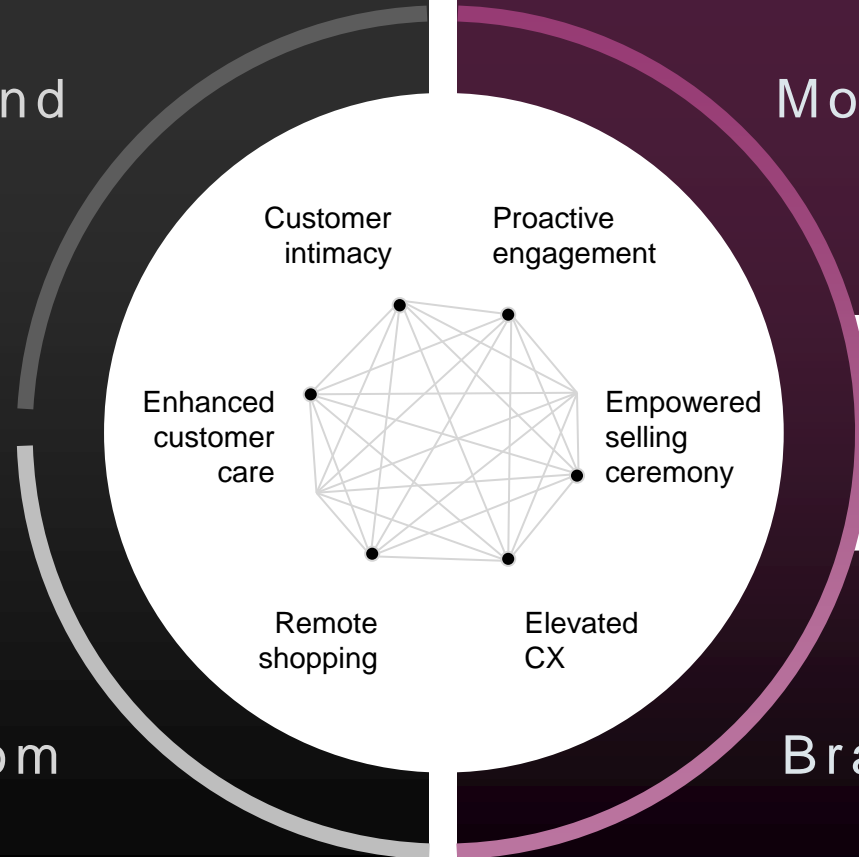 nd
Mo
Customer
intimacy
Proactive
engagement
Enhanced
customer
care
Empowered
selling
ceremony
Remote
shopping
Elevated
CX
om
Bra